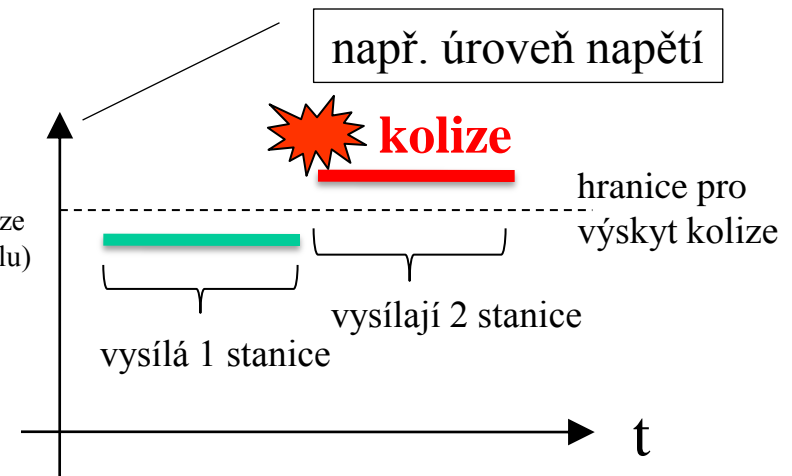 např. úroveň napětí
kolize
hranice pro
výskyt kolize
vysílají 2 stanice
vysílá 1 stanice
t